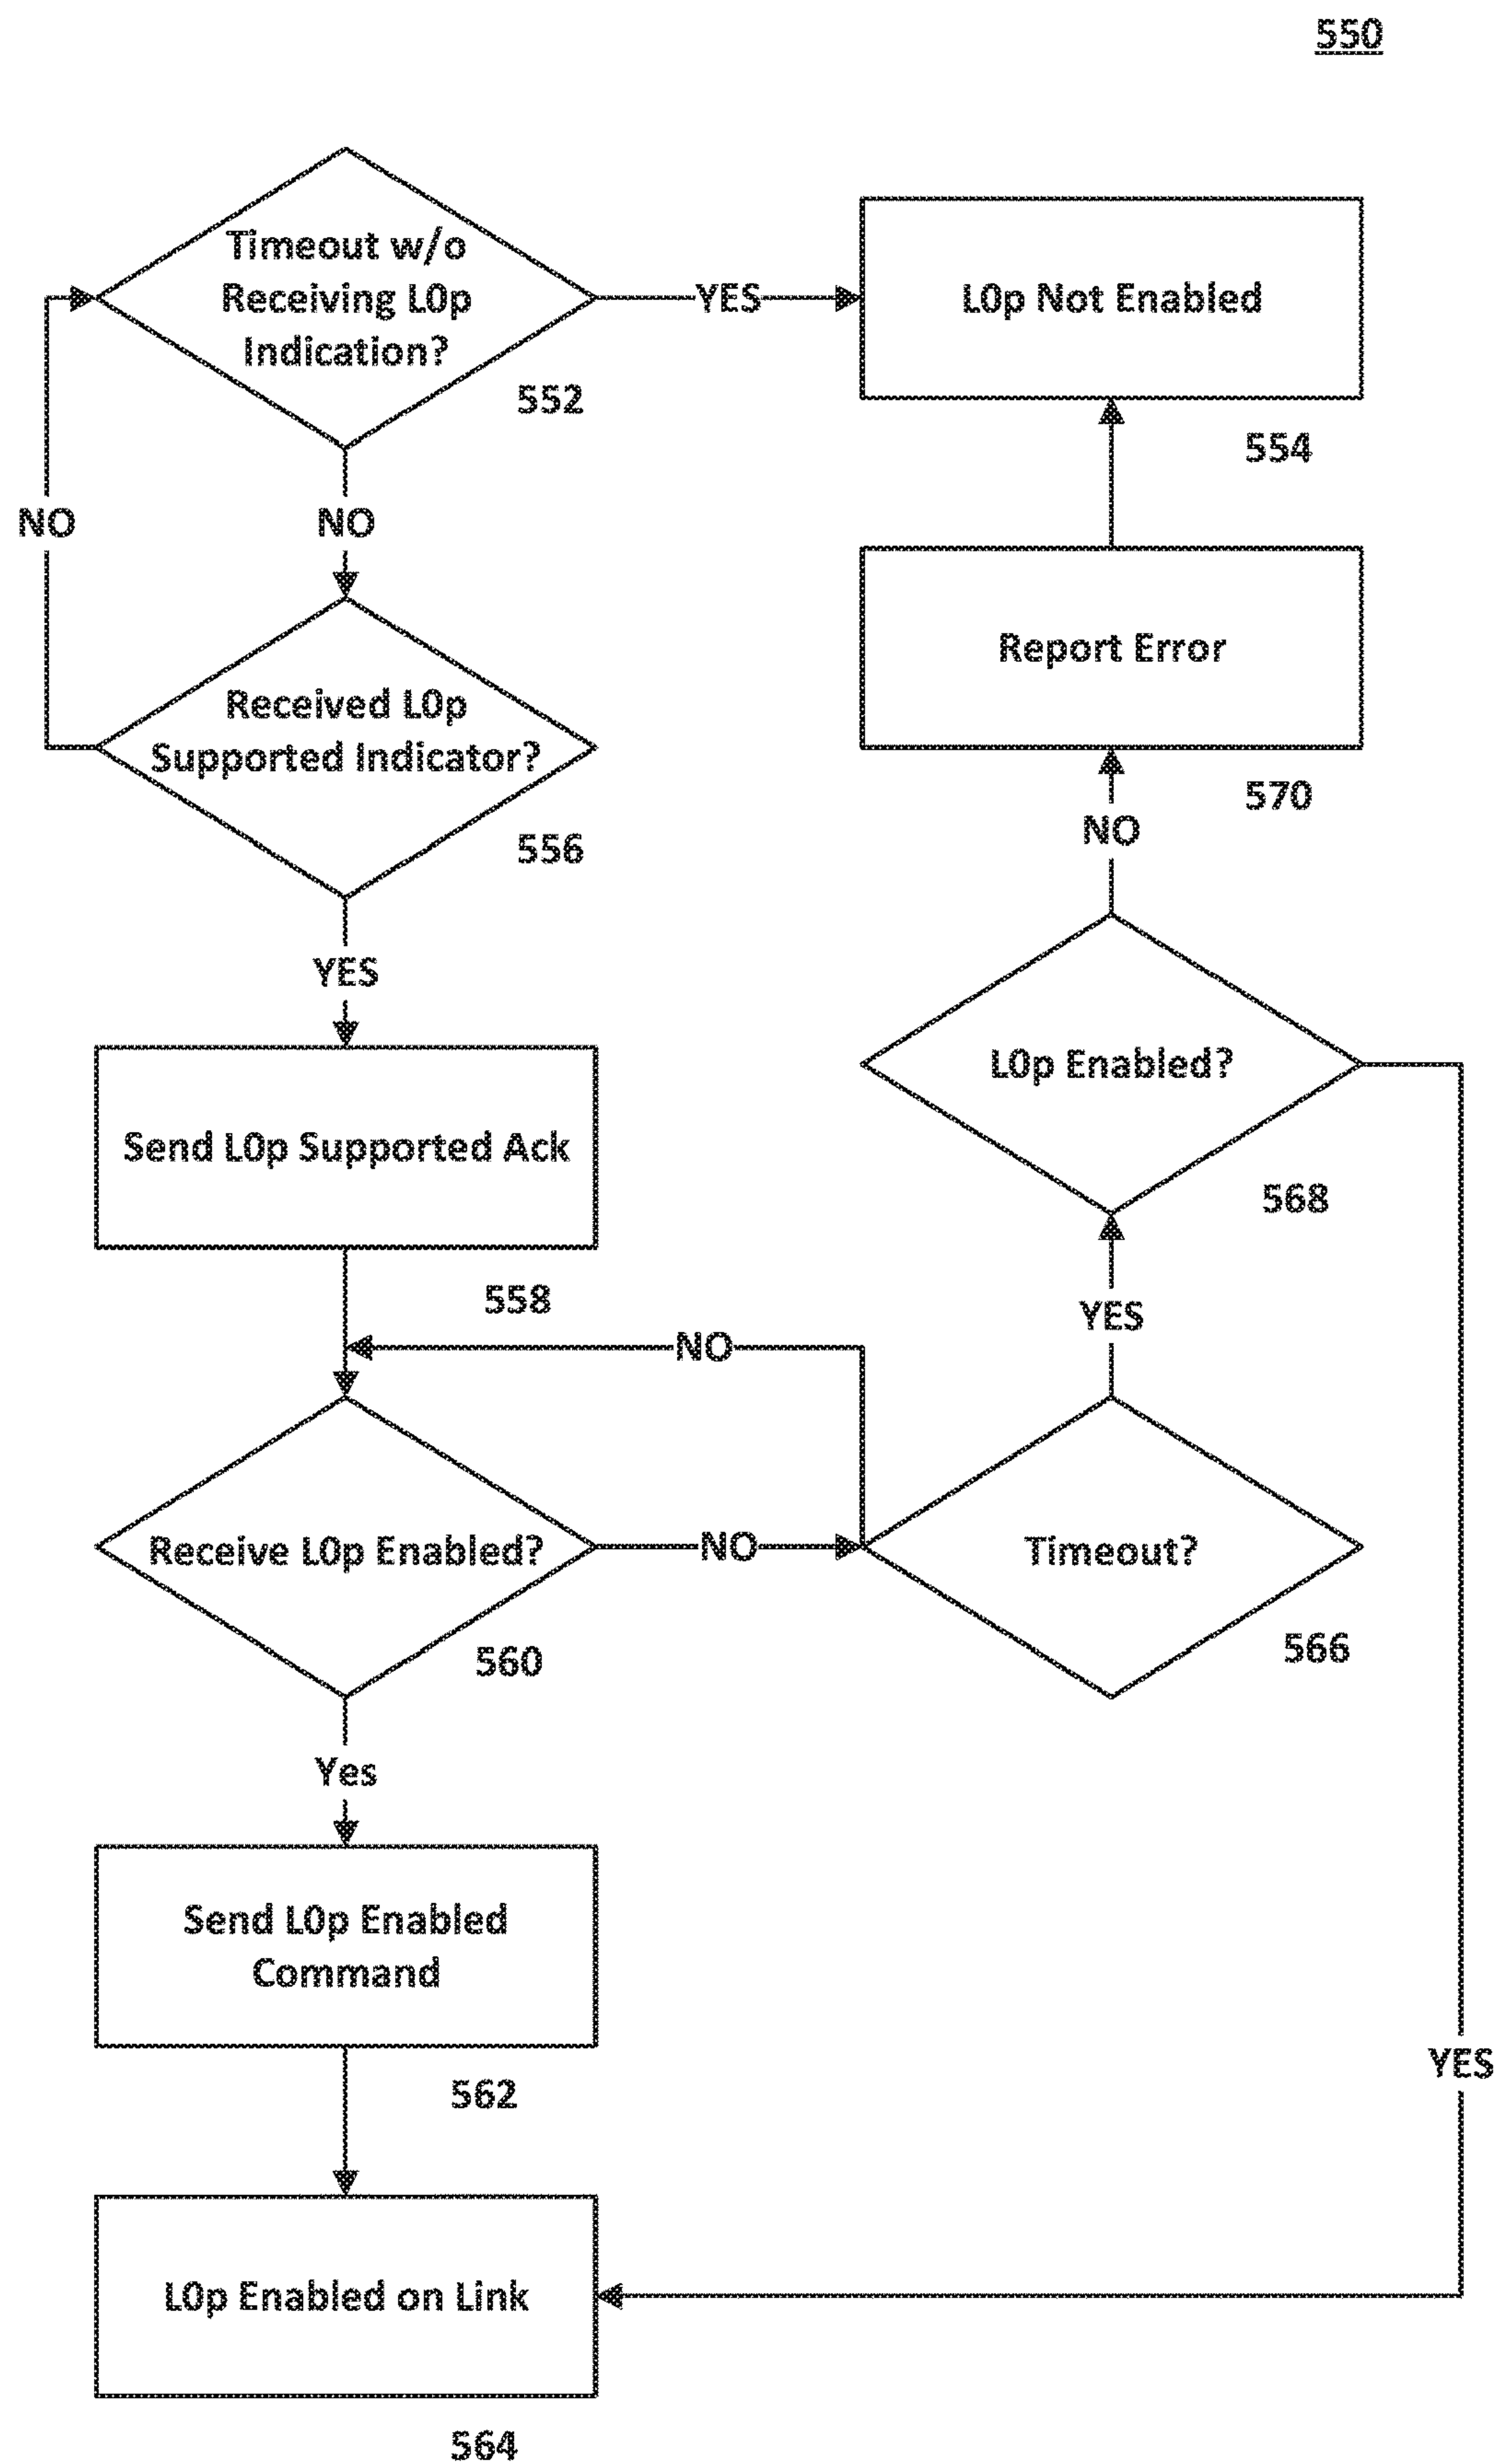 550
Timeout w/o
Receiving L0p
Indication?
552
YES
L0p Not Enabled
554
NO
NO
Received L0p
Supported Indicator?
556
Report Error
570
NO
YES
Send L0p Supported Ack
558
L0p Enabled?
568
YES
NO
Receive L0p Enabled?
560
NO
Timeout?
566
Yes
Send L0p Enabled
Command
562
YES
L0p Enabled on Link
564